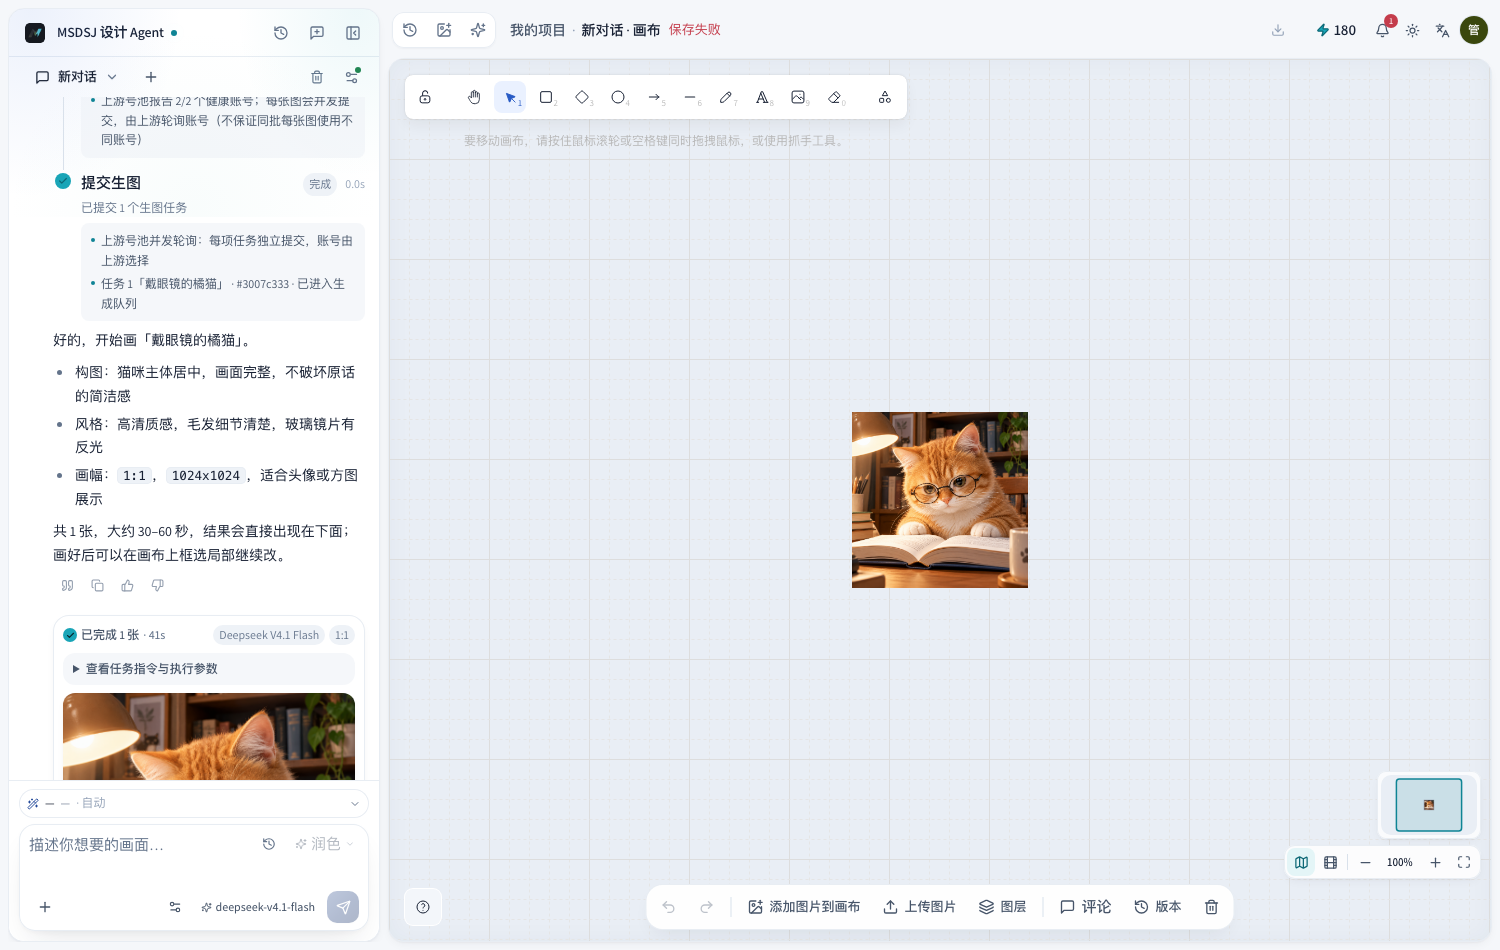 MSDSJ 设计 Agent
新对话
上游号池报告 2/2 个健康账号；每张图会并发提
交，由上游轮询账号（不保证同批每张图使用不
同账号）
提交生图
完成 0.0s
已提交 1 个生图任务
上游号池并发轮询：每项任务独立提交，账号由
上游选择
任务 1「戴眼镜的橘猫」 · #3007c333 · 已进入生
成队列
好的，开始画「戴眼镜的橘猫」。
构图：猫咪主体居中，画面完整，不破坏原话
的简洁感
风格：高清质感，毛发细节清楚，玻璃镜片有
反光
画幅：1:1，1024x1024，适合头像或方图
展示
共 1 张，大约 30–60 秒，结果会直接出现在下面；
画好后可以在画布上框选局部继续改。
已完成 1 张 · 41s
Deepseek V4.1 Flash 1:1
查看任务指令与执行参数
— — · 自动
描述你想要的画面…
润色
deepseek-v4.1-flash
我的项目 · 新对话 · 画布 保存失败
180
1
管
1 2 3 4 5 6 7 8 9 0
要移动画布，请按住鼠标滚轮或空格键同时拖拽鼠标，或使用抓手工具。
100%
添加图片到画布 上传图片 图层 评论 版本